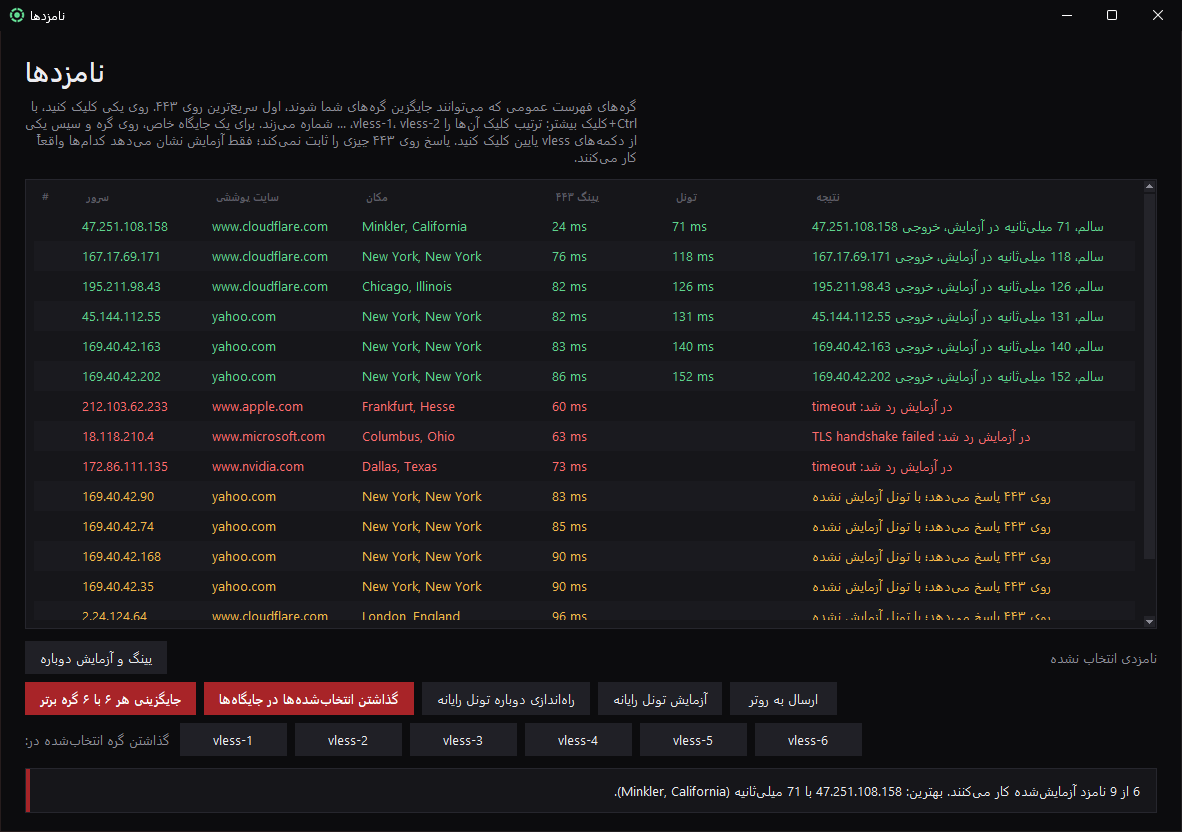 نامزدها
نامزدها
گره‌های فهرست عمومی که می‌توانند جایگزین گره‌های شما شوند، اول سریع‌ترین روی ۴۴۳. روی یکی کلیک کنید، با
Ctrl+کلیک بیشتر: ترتیب کلیک آن‌ها را vless-1، vless-2، ... شماره می‌زند. برای یک جایگاه خاص، روی گره و سپس یکی
از دکمه‌های vless پایین کلیک کنید. پاسخ روی ۴۴۳ چیزی را ثابت نمی‌کند؛ فقط آزمایش نشان می‌دهد کدام‌ها واقعاً
کار می‌کنند.
# سرور سایت پوششی مکان پینگ ۴۴۳ تونل نتیجه
47.251.108.158 www.cloudflare.com Minkler, California 24 ms 71 ms سالم، 71 میلی‌ثانیه در آزمایش، خروجی 47.251.108.158
167.17.69.171 www.cloudflare.com New York, New York 76 ms 118 ms سالم، 118 میلی‌ثانیه در آزمایش، خروجی 167.17.69.171
195.211.98.43 www.cloudflare.com Chicago, Illinois 82 ms 126 ms سالم، 126 میلی‌ثانیه در آزمایش، خروجی 195.211.98.43
45.144.112.55 yahoo.com New York, New York 82 ms 131 ms سالم، 131 میلی‌ثانیه در آزمایش، خروجی 45.144.112.55
169.40.42.163 yahoo.com New York, New York 83 ms 140 ms سالم، 140 میلی‌ثانیه در آزمایش، خروجی 169.40.42.163
169.40.42.202 yahoo.com New York, New York 86 ms 152 ms سالم، 152 میلی‌ثانیه در آزمایش، خروجی 169.40.42.202
212.103.62.233 www.apple.com Frankfurt, Hesse 60 ms در آزمایش رد شد: timeout
18.118.210.4 www.microsoft.com Columbus, Ohio 63 ms در آزمایش رد شد: TLS handshake failed
172.86.111.135 www.nvidia.com Dallas, Texas 73 ms در آزمایش رد شد: timeout
169.40.42.90 yahoo.com New York, New York 83 ms روی ۴۴۳ پاسخ می‌دهد؛ با تونل آزمایش نشده
169.40.42.74 yahoo.com New York, New York 85 ms روی ۴۴۳ پاسخ می‌دهد؛ با تونل آزمایش نشده
169.40.42.168 yahoo.com New York, New York 90 ms روی ۴۴۳ پاسخ می‌دهد؛ با تونل آزمایش نشده
169.40.42.35 yahoo.com New York, New York 90 ms روی ۴۴۳ پاسخ می‌دهد؛ با تونل آزمایش نشده
2.24.124.64 www.cloudflare.com London, England 96 ms روی ۴۴۳ پاسخ می‌دهد؛ با تونل آزمایش نشده
پینگ و آزمایش دوباره
نامزدی انتخاب نشده
جایگزینی هر ۶ با ۶ گره برتر
گذاشتن انتخاب‌شده‌ها در جایگاه‌ها
راه‌اندازی دوباره تونل رایانه
آزمایش تونل رایانه
ارسال به روتر
گذاشتن گره انتخاب‌شده در:
vless-1
vless-2
vless-3
vless-4
vless-5
vless-6
6 از 9 نامزد آزمایش‌شده کار می‌کنند. بهترین: 47.251.108.158 با 71 میلی‌ثانیه (Minkler, California).